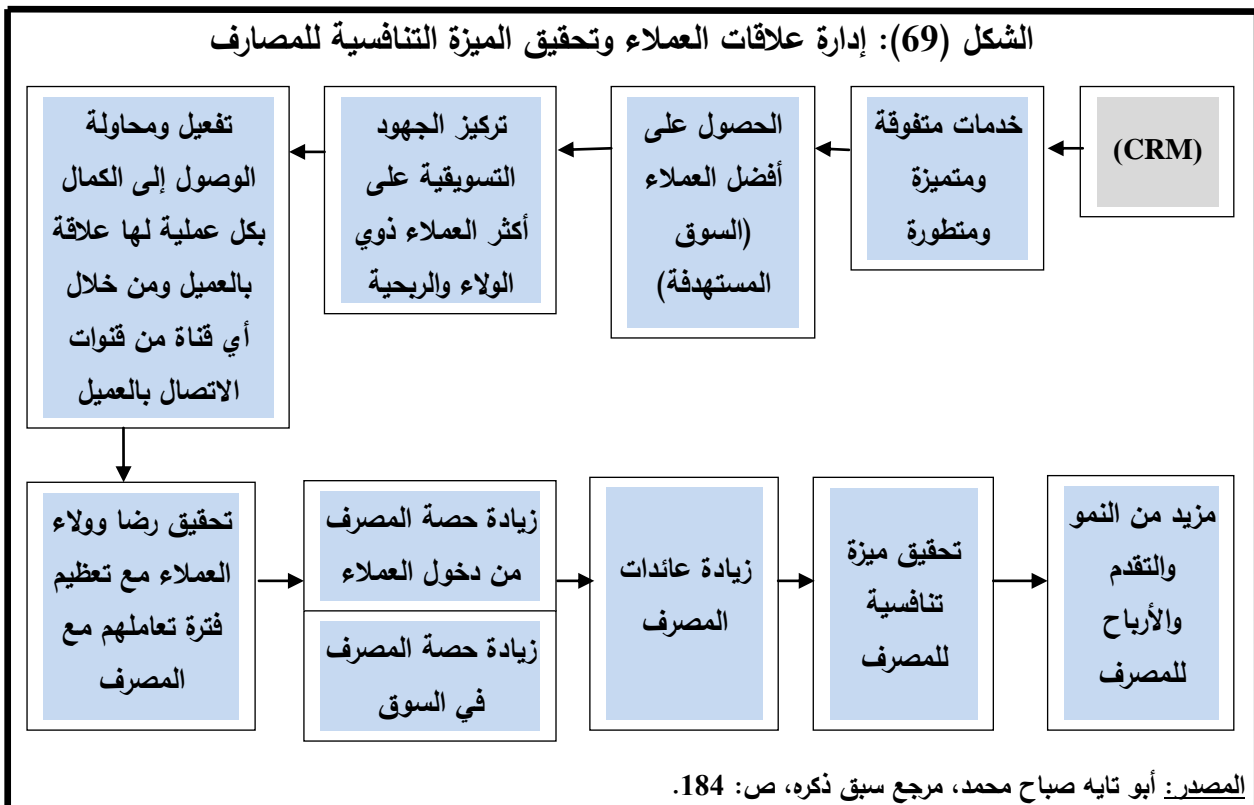 الشكل (69): إدارة علاقات العملاء وتحقيق الميزة التنافسية للمصارف
(CRM)
خدمات متفوقة
ومتميزة
ومتطورة
الحصول على
أفضل العملاء
(السوق
المستهدفة)
تركيز الجهود
التسويقية على
أكثر العملاء ذوي
الولاء والربحية
تفعيل ومحاولة
الوصول إلى الكمال
بكل عملية لها علاقة
بالعميل ومن خلال
أي قناة من قنوات
الاتصال بالعميل
تحقيق رضا وولاء
العملاء مع تعظيم
فترة تعاملهم مع
المصرف
زيادة حصة المصرف
من دخول العملاء
زيادة حصة المصرف
في السوق
زيادة عائدات
المصرف
تحقيق ميزة
تنافسية
للمصرف
مزيد من النمو
والتقدم
والأرباح
للمصرف
المصدر: أبو تايه صباح محمد، مرجع سبق ذكره، ص: 184.